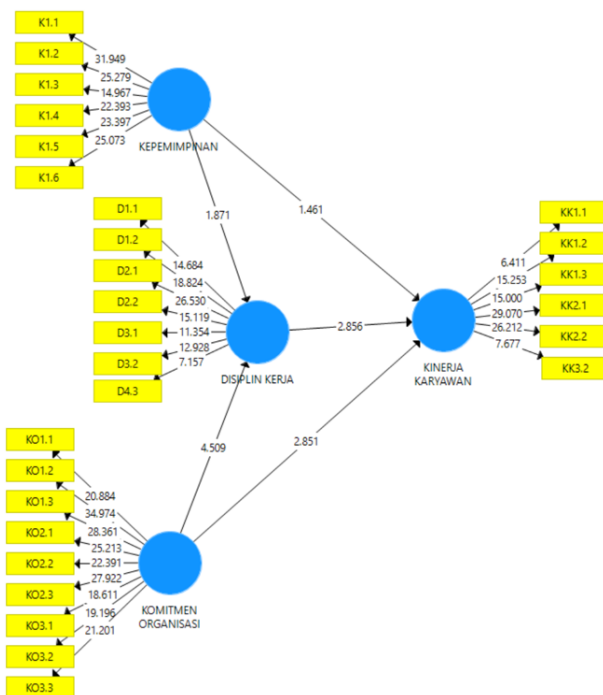 K1.1
K1.2
K1.3
K1.4
K1.5
K1.6
31.949
25.279
14.967
22.393
23.397
25.073
KEPEMIMPINAN
1.871
1.461
D1.1
D1.2
D2.1
D2.2
D3.1
D3.2
D4.3
14.684
18.824
26.530
15.119
11.354
12.928
7.157
DISIPLIN KERJA
2.856
KK1.1
KK1.2
KK1.3
KK2.1
KK2.2
KK3.2
6.411
15.253
15.000
29.070
26.212
7.677
KINERJA
KARYAWAN
4.509
2.851
KO1.1
KO1.2
KO1.3
KO2.1
KO2.2
KO2.3
KO3.1
KO3.2
KO3.3
20.884
34.974
28.361
25.213
22.391
27.922
18.611
19.196
21.201
KOMITMEN
ORGANISASI